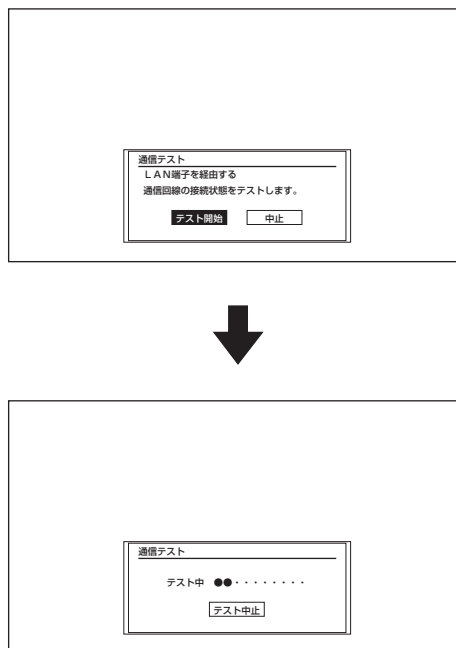 通信テスト
ＬＡＮ端子を経由する
通信回線の接続状態をテストします。
テスト開始 中止
通信テスト
テスト中 ●●・・・・・・・・
テスト中止